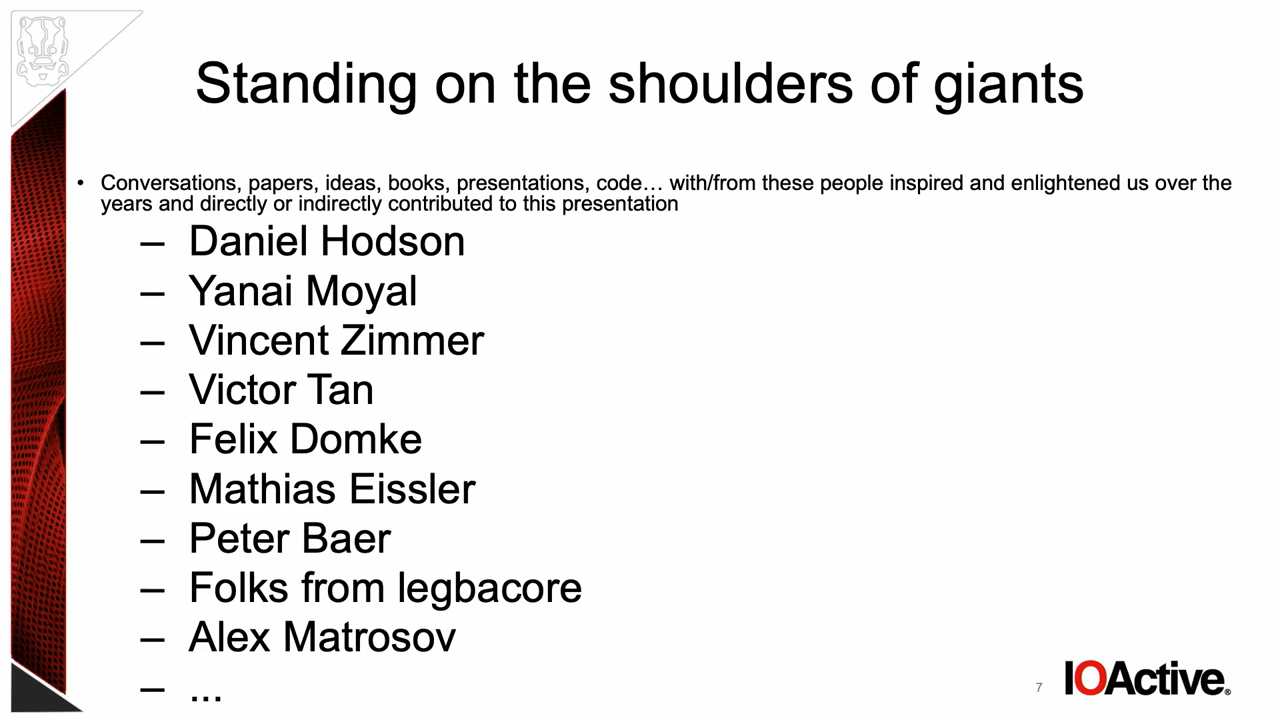 Standing on the shoulders of giants
• Conversations, papers, ideas, books, presentations, code… with/from these people inspired and enlightened us over the
years and directly or indirectly contributed to this presentation
– Daniel Hodson
– Yanai Moyal
– Vincent Zimmer
– Victor Tan
– Felix Domke
– Mathias Eissler
– Peter Baer
– Folks from legbacore
– Alex Matrosov
– ...
7
IOActive®